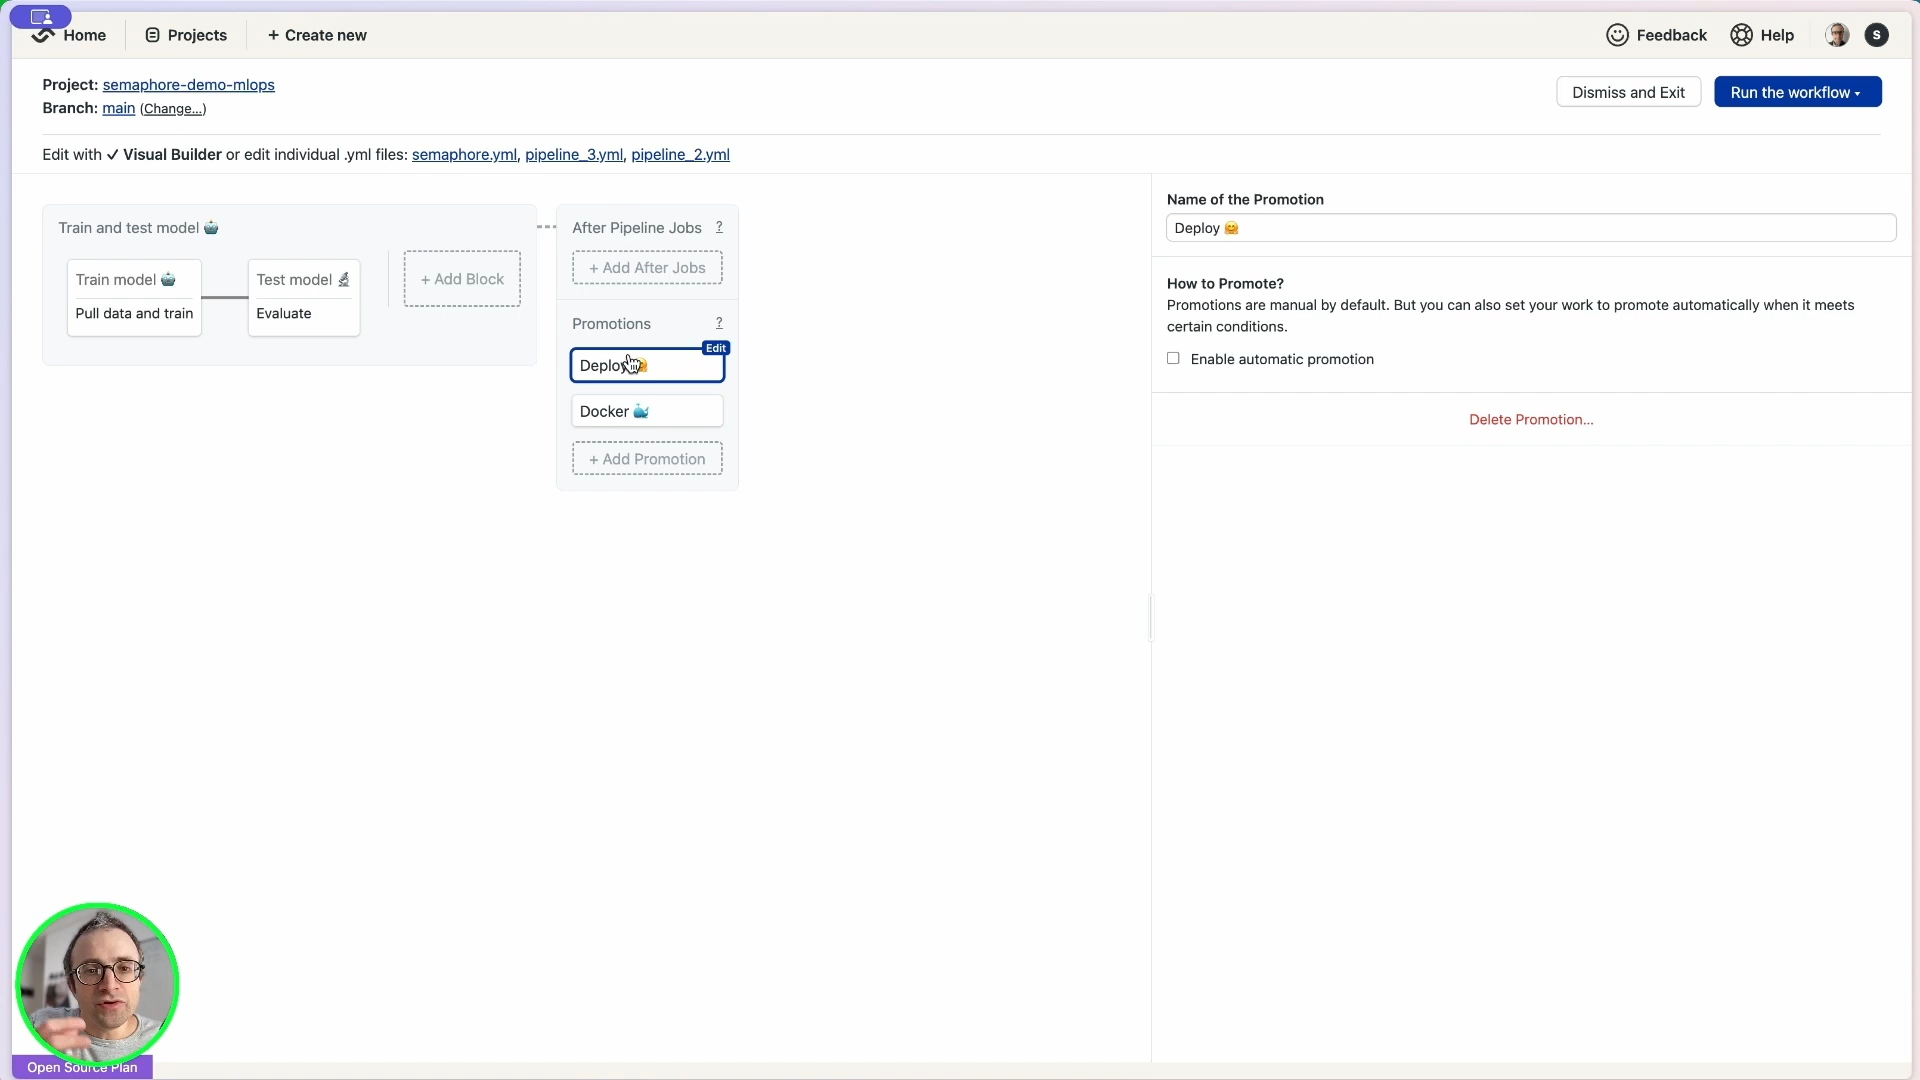 Home
Projects
+ Create new
Feedback
Help
S
Project: semaphore-demo-mlops
Branch: main (Change...)
Dismiss and Exit
Run the workflow
Edit with ✓ Visual Builder or edit individual .yml files: semaphore.yml, pipeline_3.yml, pipeline_2.yml
Train and test model 🤖
Train model 🤖
Pull data and train
Test model 🔬
Evaluate
+ Add Block
After Pipeline Jobs ?
+ Add After Jobs
Promotions ?
Edit
Deploy 🤗
Docker 🐳
+ Add Promotion
Name of the Promotion
Deploy 🤗
How to Promote?
Promotions are manual by default. But you can also set your work to promote automatically when it meets
certain conditions.
Enable automatic promotion
Delete Promotion...
Open Source Plan